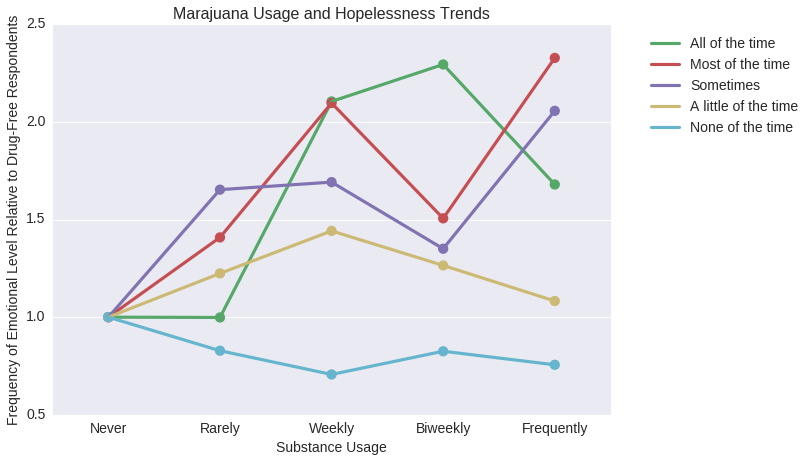 Marajuana Usage and Hopelessness Trends
Frequency of Emotional Level Relative to Drug-Free Respondents
2.5
2.0
1.5
1.0
0.5
Never
Rarely
Weekly
Biweekly
Frequently
Substance Usage
All of the time
Most of the time
Sometimes
A little of the time
None of the time